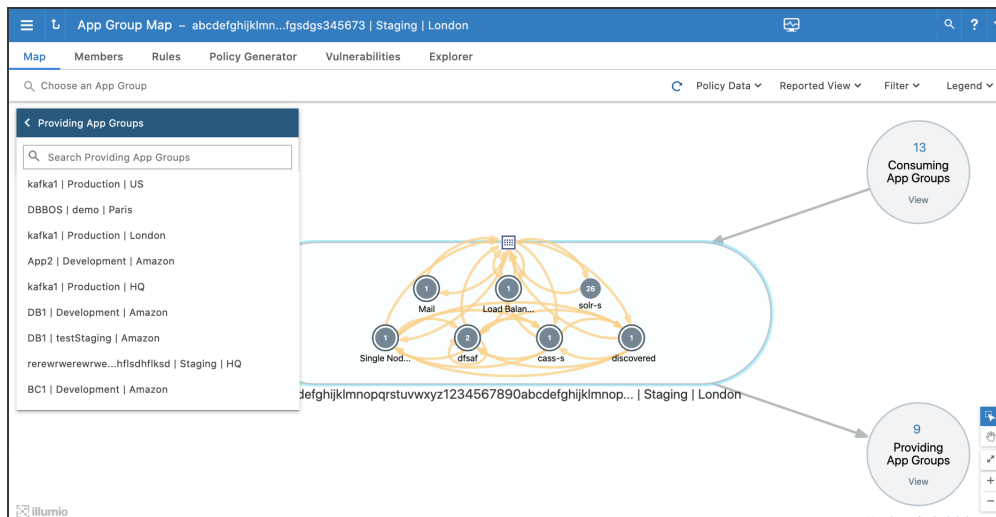 App Group Map – abcdefghijklmn...fgsdgs345673 | Staging | London
?
Map Members Rules Policy Generator Vulnerabilities Explorer
Choose an App Group
Policy Data Reported View Filter Legend
Providing App Groups
Search Providing App Groups
kafka1 | Production | US
DBBOS | demo | Paris
kafka1 | Production | London
App2 | Development | Amazon
kafka1 | Production | HQ
DB1 | Development | Amazon
DB1 | testStaging | Amazon
rerewrwerewrwe...hflsdhflksd | Staging | HQ
BC1 | Development | Amazon
13
Consuming
App Groups
View
1 1 26
Mail Load Balan... solr-s
1 2 1 1
Single Nod... dfsaf cass-s discovered
defghijklmnopqrstuvwxyz1234567890abcdefghijklmnop... | Staging | London
9
Providing
App Groups
View
illumio